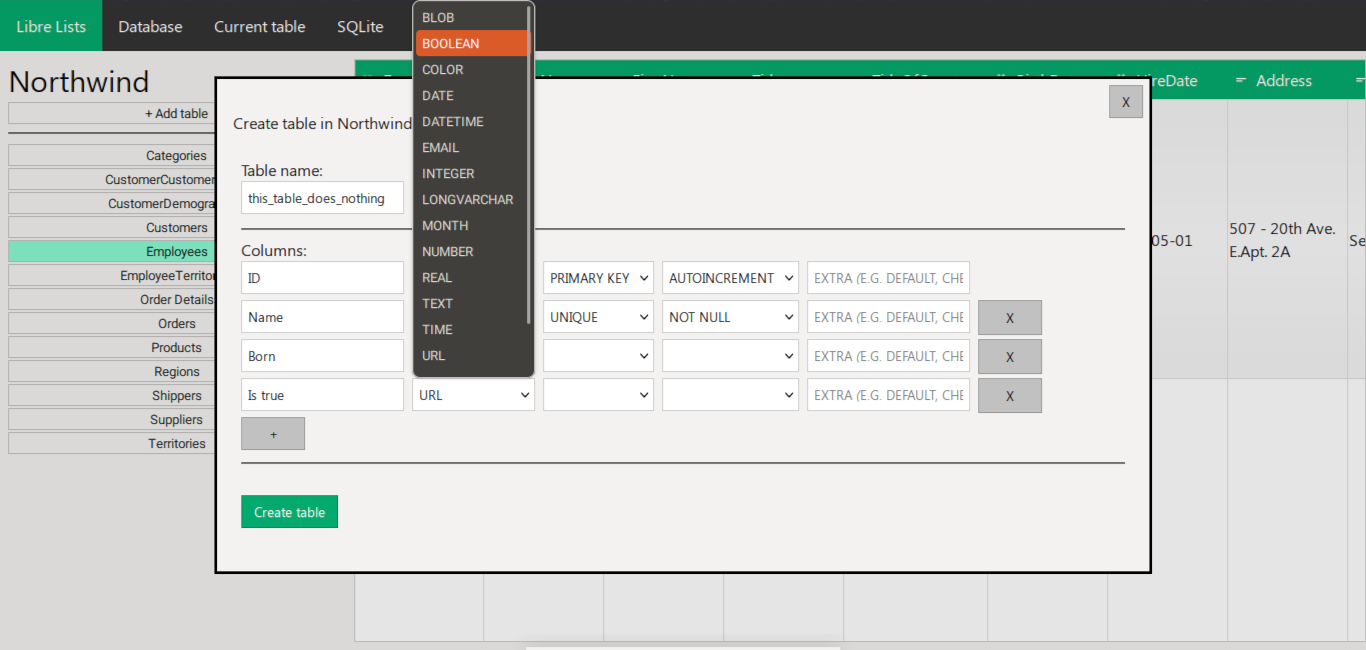 Libre Lists
Database
Current table
SQLite
Northwind
+ Add table
Categories
CustomerCustomer
CustomerDemogra
Customers
Employees
EmployeeTerritor
Order Details
Orders
Products
Regions
Shippers
Suppliers
Territories
ireDate
Address
05-01
507 - 20th Ave.
E.Apt. 2A
Se
X
Create table in Northwind
Table name:
this_table_does_nothing
Columns:
ID
PRIMARY KEY
AUTOINCREMENT
EXTRA (E.G. DEFAULT, CHE
Name
UNIQUE
NOT NULL
EXTRA (E.G. DEFAULT, CHE
X
Born
EXTRA (E.G. DEFAULT, CHE
X
Is true
URL
EXTRA (E.G. DEFAULT, CHE
X
+
Create table
BLOB
BOOLEAN
COLOR
DATE
DATETIME
EMAIL
INTEGER
LONGVARCHAR
MONTH
NUMBER
REAL
TEXT
TIME
URL